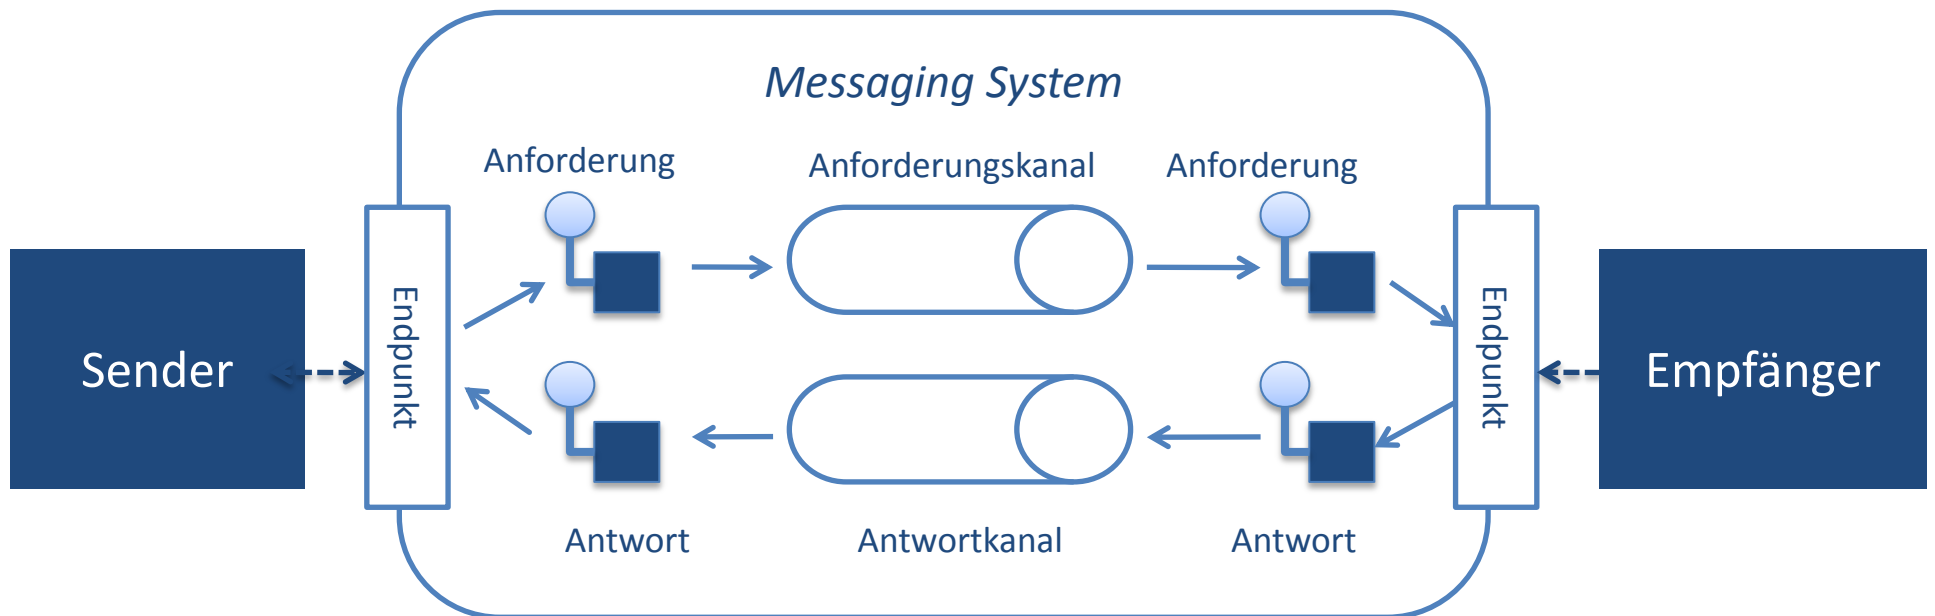 Messaging System
Anforderung
Anforderungskanal
Anforderung
Sender
Endpunkt
Endpunkt
Empfänger
Antwort
Antwortkanal
Antwort